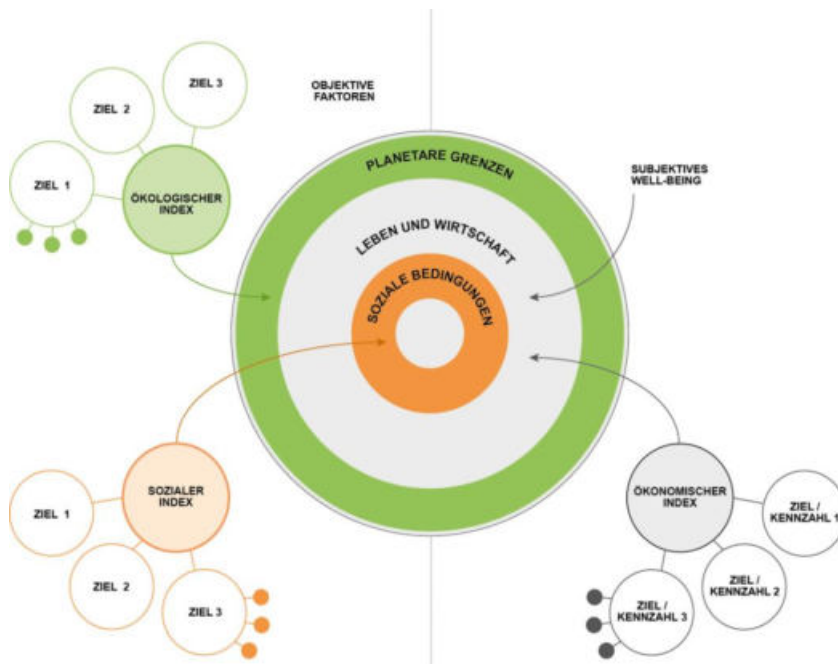 ZIEL 3
ZIEL 2
ZIEL 1
ÖKOLOGISCHER
INDEX
OBJEKTIVE
FAKTOREN
PLANETARE GRENZEN
LEBEN UND WIRTSCHAFT
SOZIALE BEDINGUNGEN
SUBJEKTIVES
WELL-BEING
SOZIALER
INDEX
ZIEL 1
ZIEL 2
ZIEL 3
ÖKONOMISCHER
INDEX
ZIEL /
KENNZAHL 1
ZIEL /
KENNZAHL 2
ZIEL /
KENNZAHL 3